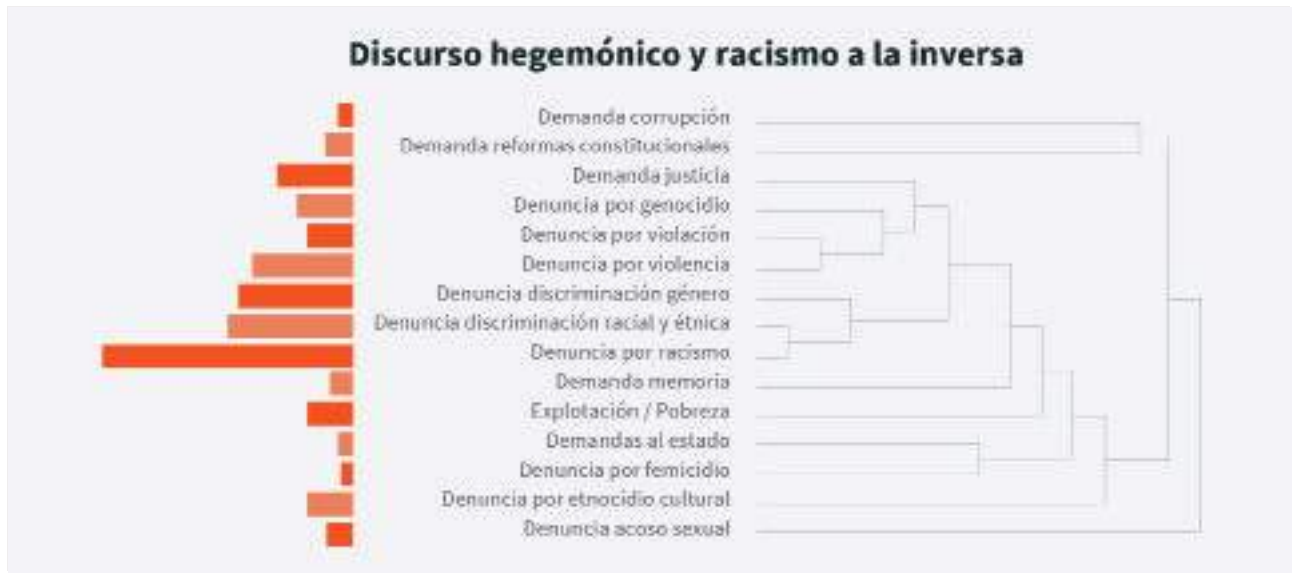 Discurso hegemónico y racismo a la inversa
Demanda corrupción
Demanda reformas constitucionales
Demanda justicia
Denuncia por genocidio
Denuncia por violación
Denuncia por violencia
Denuncia discriminación género
Denuncia discriminación racial y étnica
Denuncia por racismo
Demanda memoria
Explotación / Pobreza
Demandas al estado
Denuncia por femicidio
Denuncia por etnocidio cultural
Denuncia acoso sexual